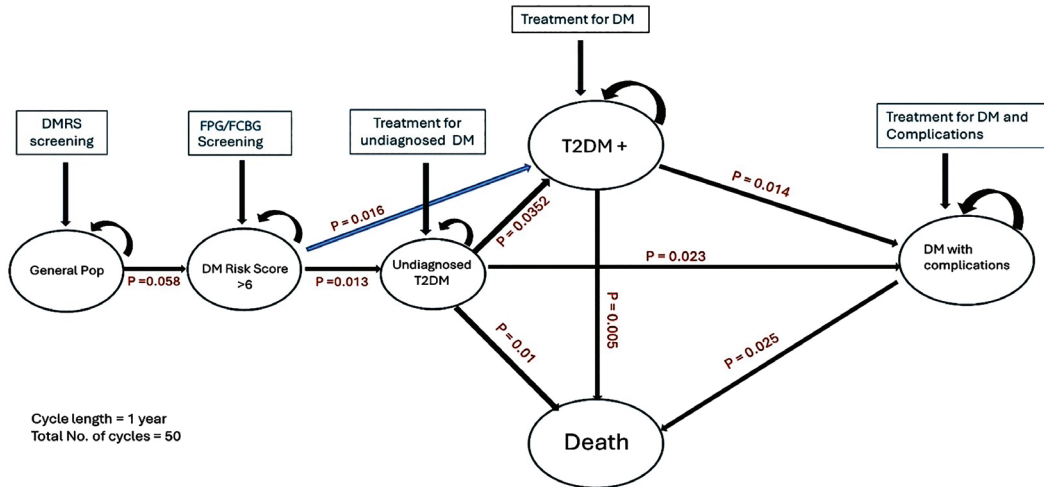 Treatment for DM
DMRS
screening
FPG/FCBG
Screening
Treatment for
undiagnosed DM
Treatment for DM and
Complications
T2DM +
P = 0.016
P = 0.0352
P = 0.014
General Pop
P =0.058
DM Risk Score
>6
P =0.013
Undiagnosed
T2DM
P = 0.023
DM with
complications
P = 0.01
P = 0.005
P = 0.025
Death
Cycle length = 1 year
Total No. of cycles = 50